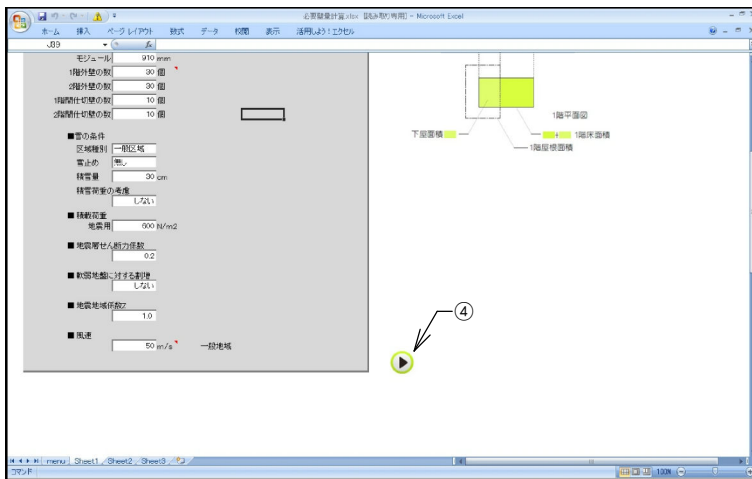 必要壁量計算.xlsx [読み取り専用] - Microsoft Excel
ホーム 挿入 ページ レイアウト 数式 データ 校閲 表示 活用しよう！エクセル
J39 fx
モジュール 910 mm
1階外壁の数 30 個
2階外壁の数 30 個
1階間仕切壁の数 10 個
2階間仕切壁の数 10 個
1階平面図
下屋面積
+ 1階床面積
1階屋根面積
■雪の条件
区域種別 一般区域
雪止め 無し
積雪量 30 cm
積雪荷重の考慮
しない
■ 積載荷重
地震用 600 N/m2
■ 地震層せん断力係数
0.2
■ 軟弱地盤に対する割増
しない
■ 地震地域係数Z
1.0
■ 風速
50 m/s 一般地域
④
menu Sheet1 Sheet2 Sheet3
コマンド 100%